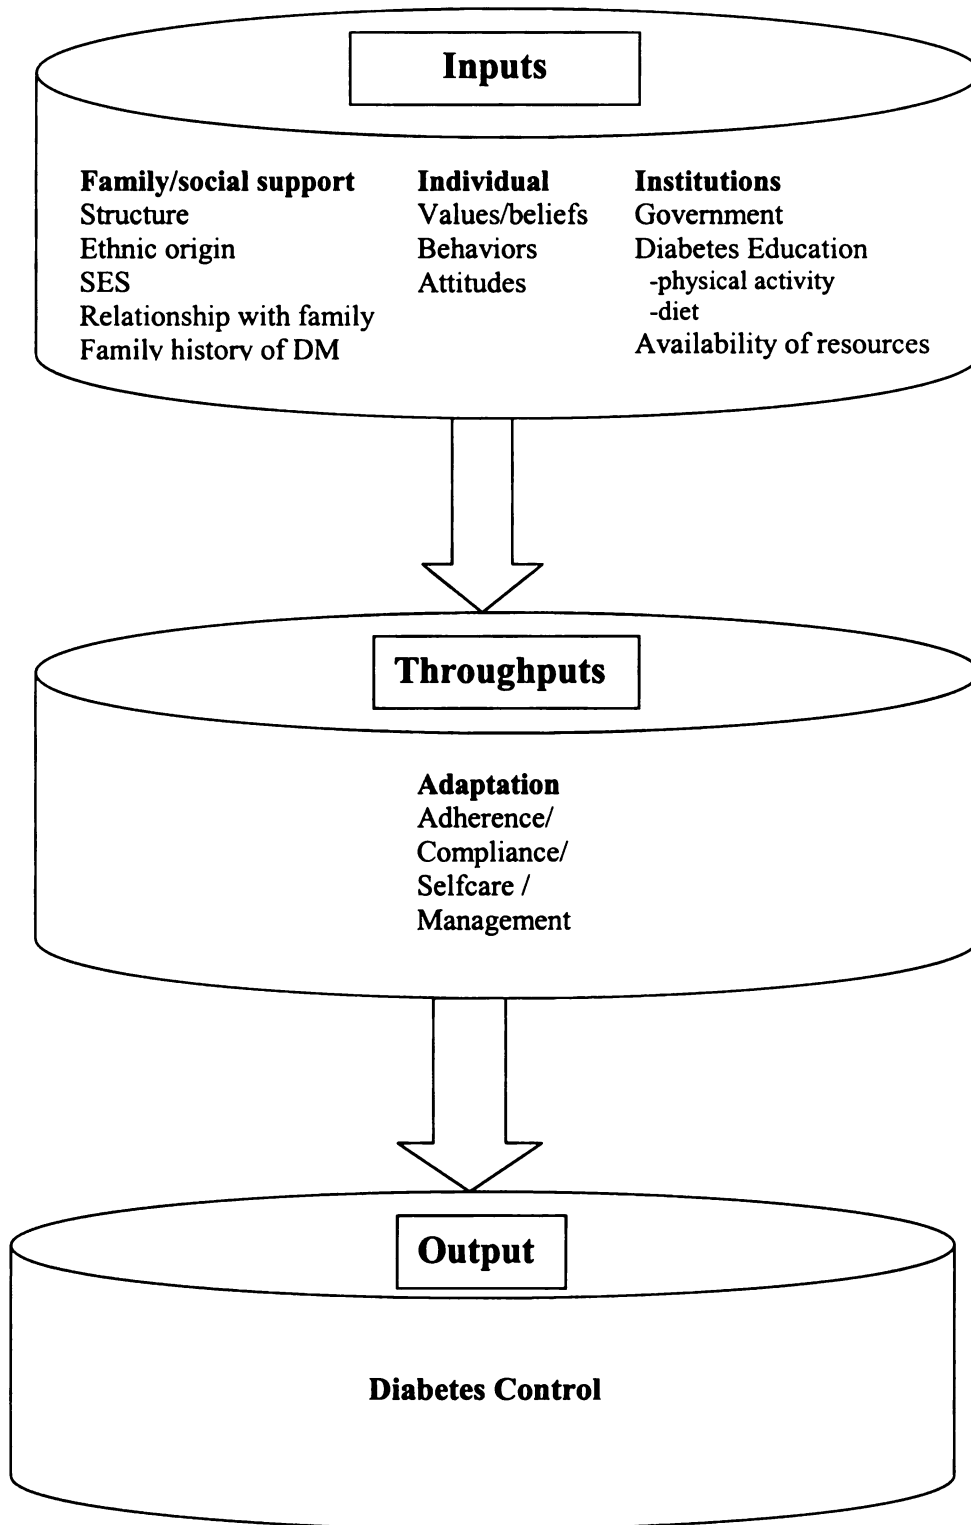 Inputs
Family/social support
Structure
Ethnic origin
SES
Relationship with family
Family history of DM
Individual
Values/beliefs
Behaviors
Attitudes
Institutions
Government
Diabetes Education
-physical activity
-diet
Availability of resources
Throughputs
Adaptation
Adherence/
Compliance/
Selfcare /
Management
Output
Diabetes Control